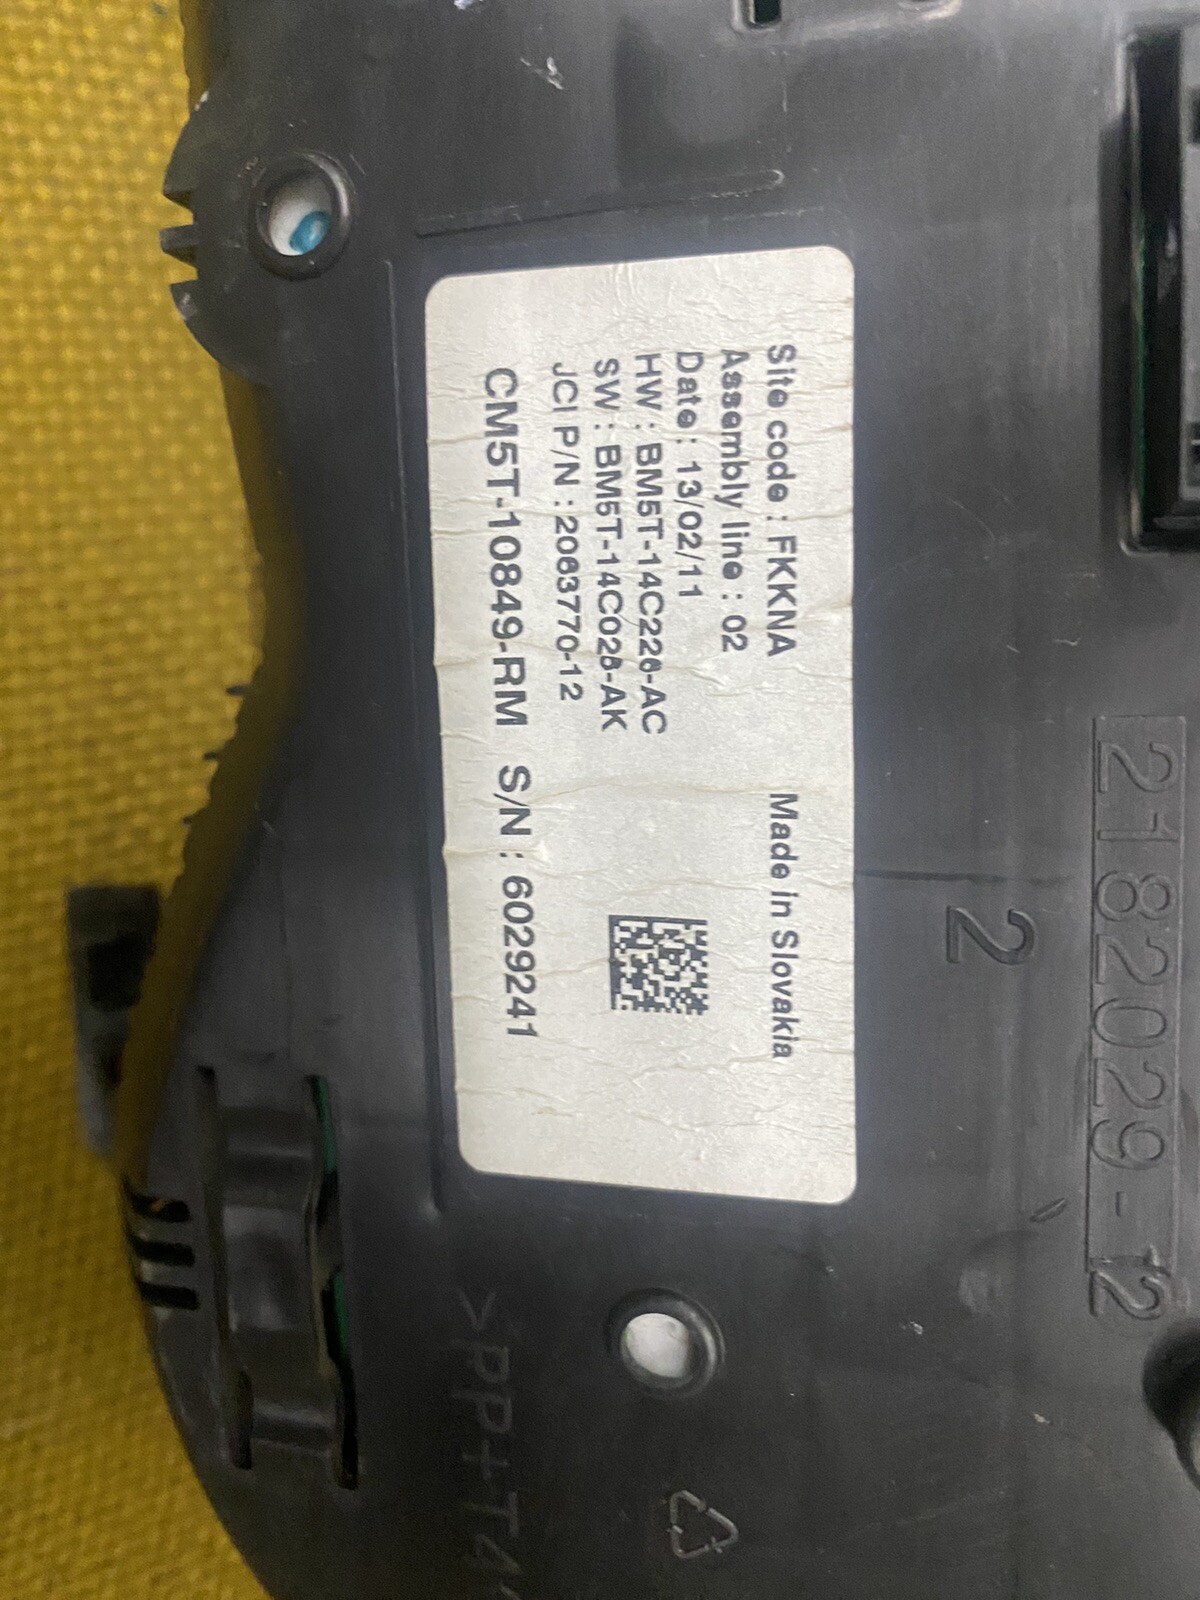 Site code : FKKNA
Made in Slovakia
Assembly line : 02
Date : 13/02/11
HW : BM5T-14C226-AC
SW : BM5T-14C026-AK
JCI P/N : 2063770-12
CM5T-10849-RM S/N : 6029241
2182029-12
2
>PP+T4